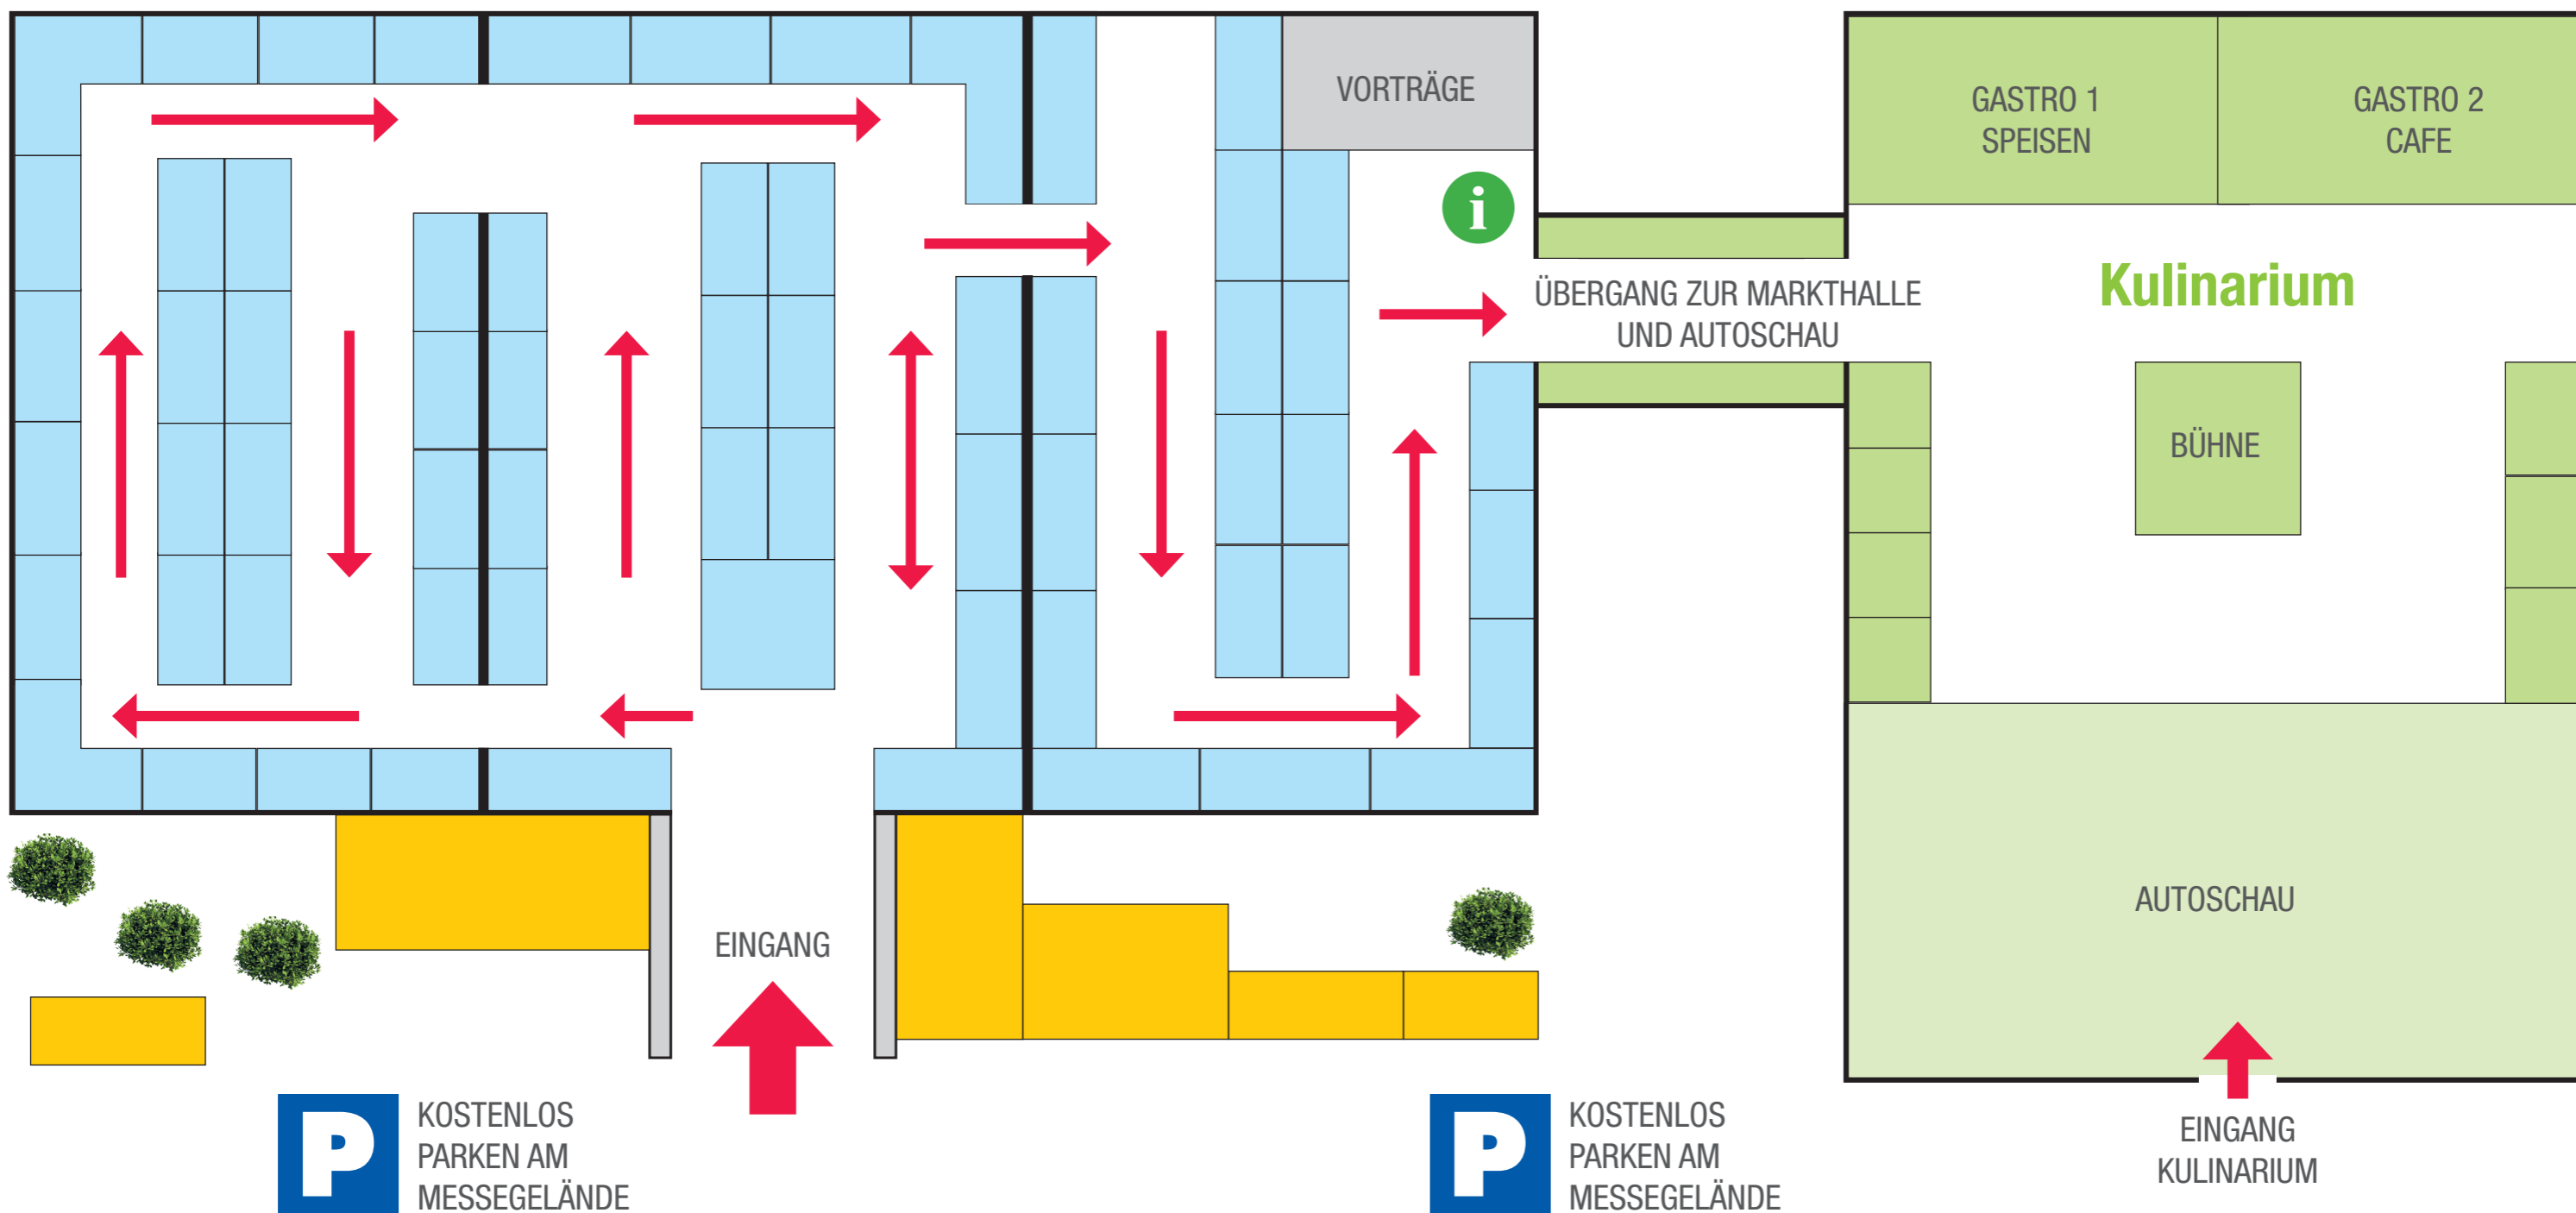 VORTRÄGE
GASTRO 1
SPEISEN
GASTRO 2
CAFE
i
Kulinarium
ÜBERGANG ZUR MARKTHALLE
UND AUTOSCHAU
BÜHNE
AUTOSCHAU
EINGANG
P
KOSTENLOS
PARKEN AM
MESSEGELÄNDE
P
KOSTENLOS
PARKEN AM
MESSEGELÄNDE
EINGANG
KULINARIUM